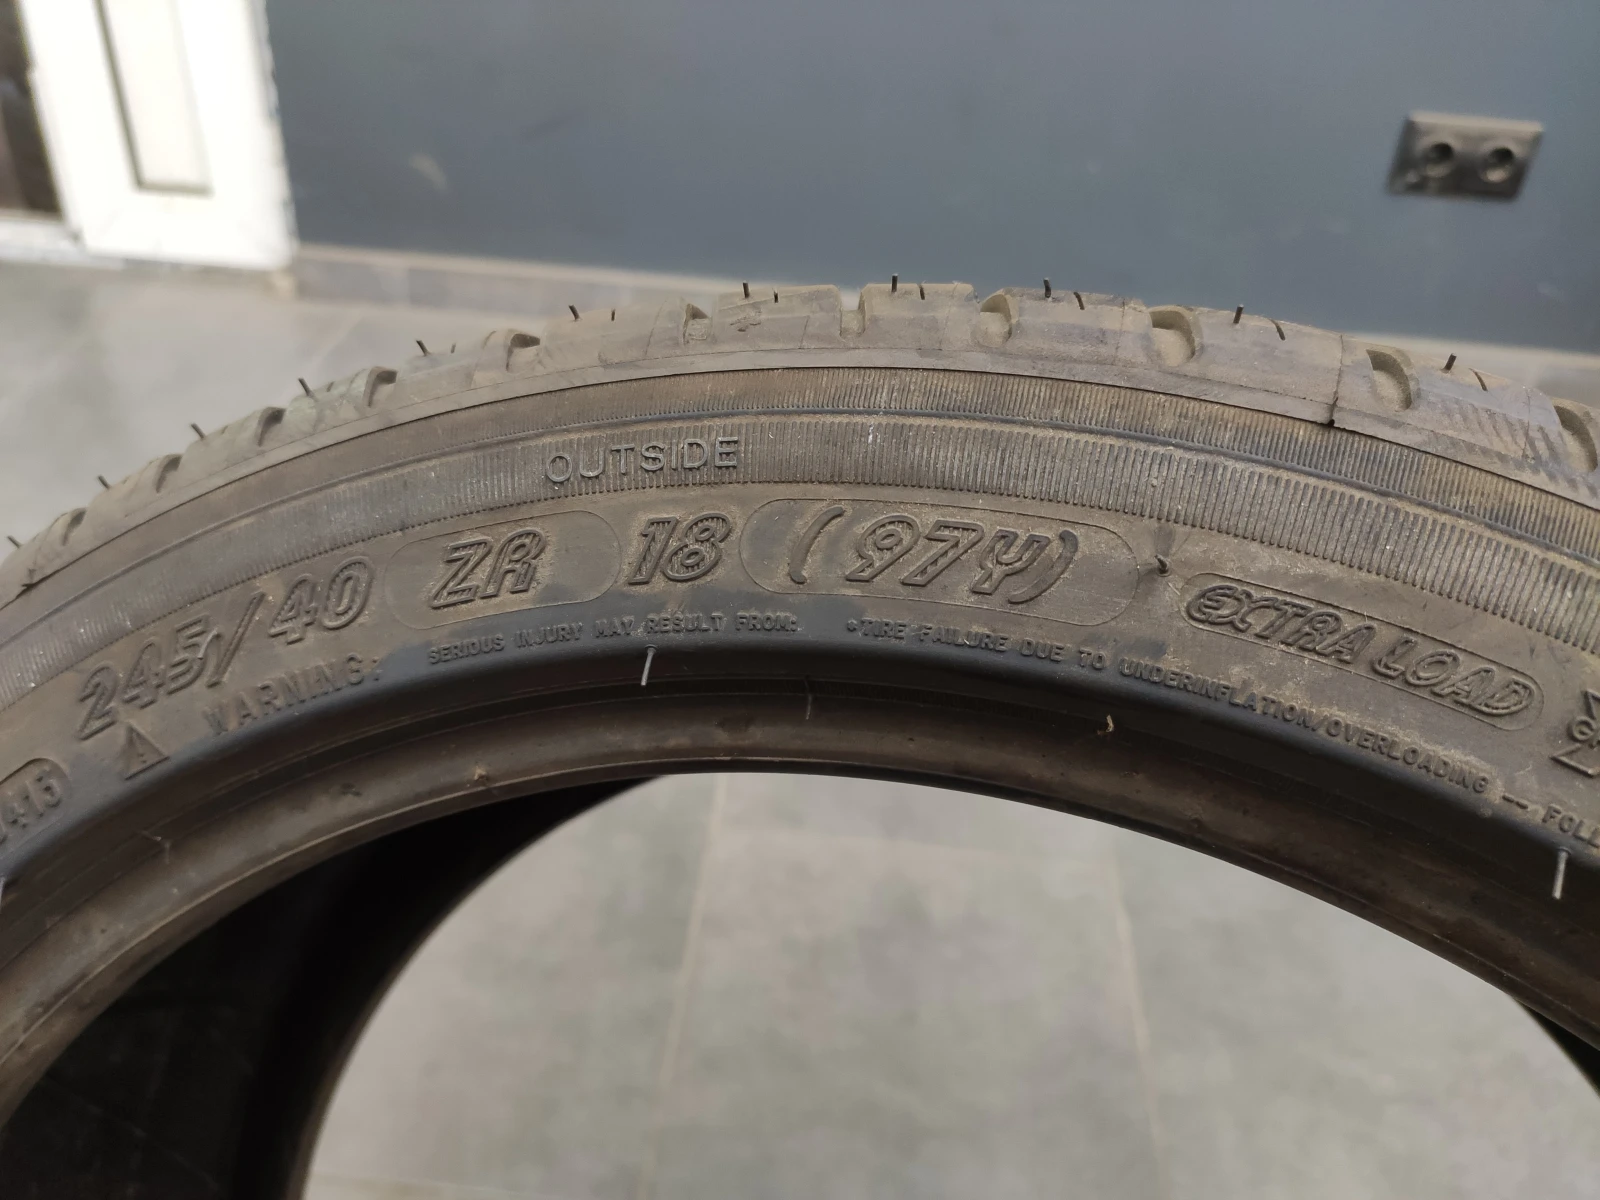 OUTSIDE
245/40 ZR 18 (97Y) EXTRA LOAD
WARNING: SERIOUS INJURY MAY RESULT FROM: •TIRE FAILURE DUE TO UNDERINFLATION/OVERLOADING -- FOLL